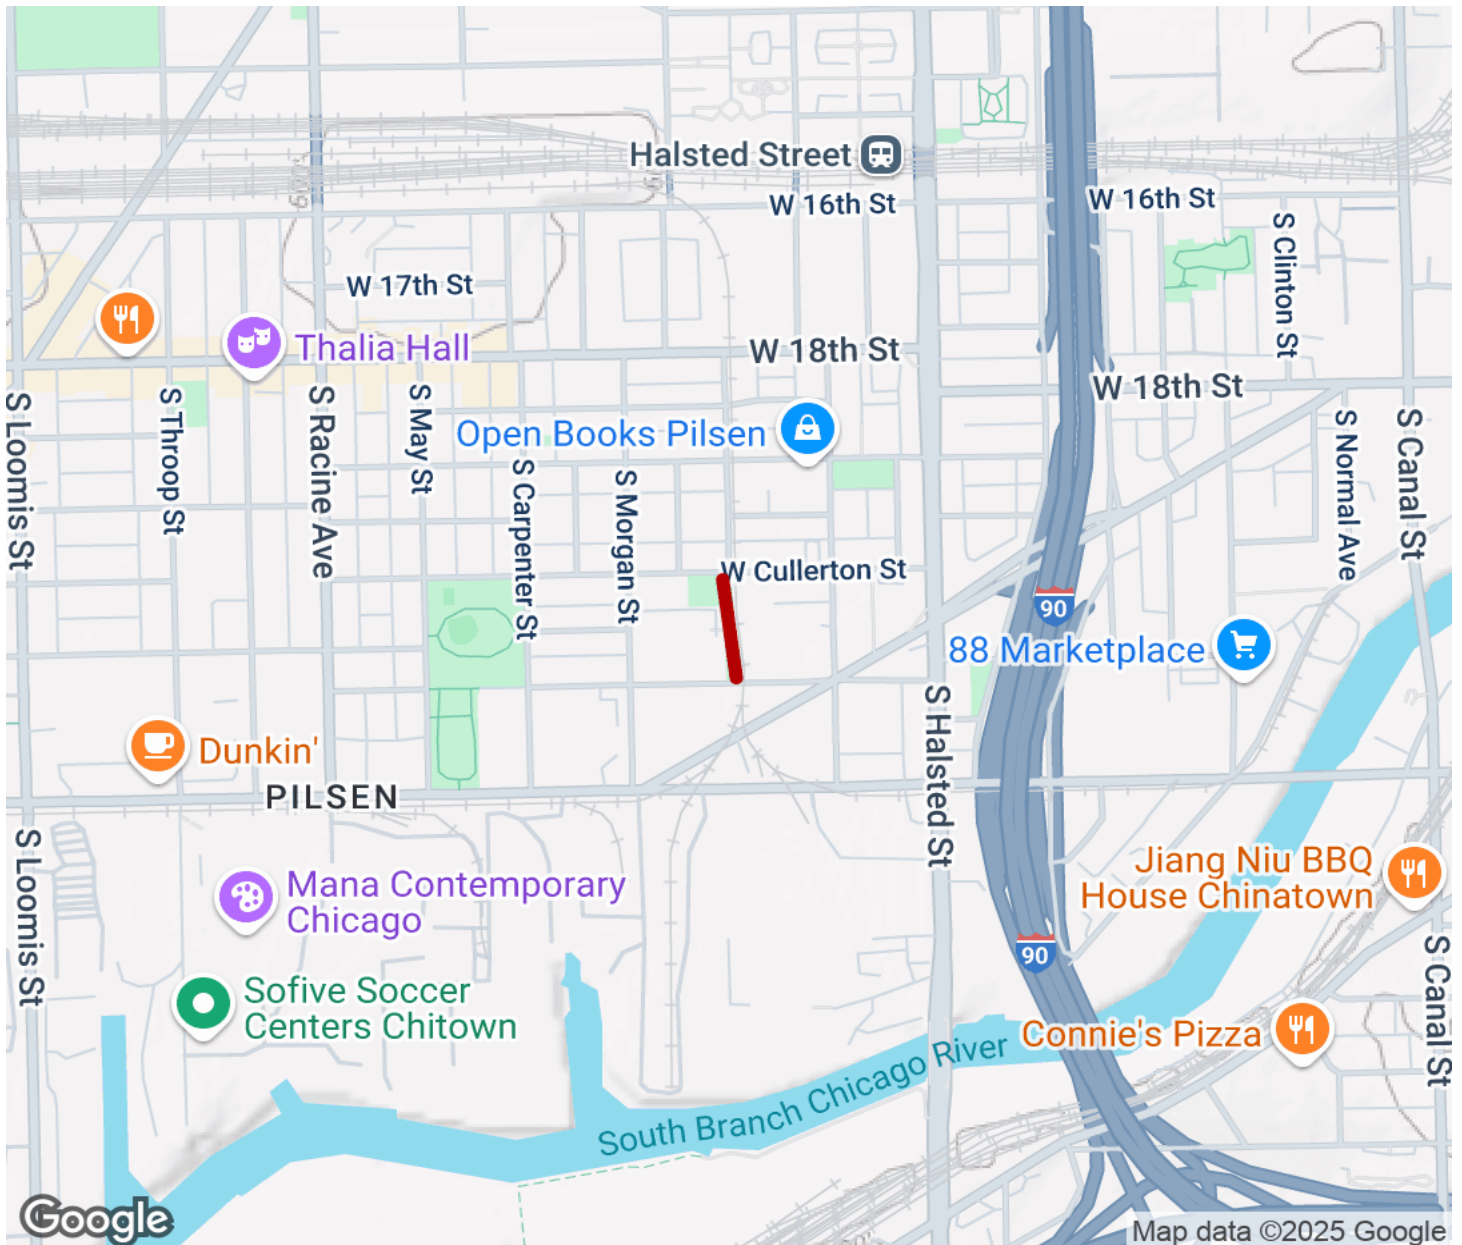 Halsted Street
W 16th St
W 16th St
S Clinton St
W 17th St
Thalia Hall
W 18th St
W 18th St
S Loomis St
S Throop St
S Racine Ave
S May St
Open Books Pilsen
S Carpenter St
S Morgan St
S Normal Ave
S Canal St
W Cullerton St
90
88 Marketplace
S Halsted St
Dunkin'
PILSEN
S Loomis St
Mana Contemporary
Chicago
Jiang Niu BBQ
House Chinatown
90
S Canal St
Sofive Soccer
Centers Chitown
Connie's Pizza
South Branch Chicago River
Google
Map data ©2025 Google